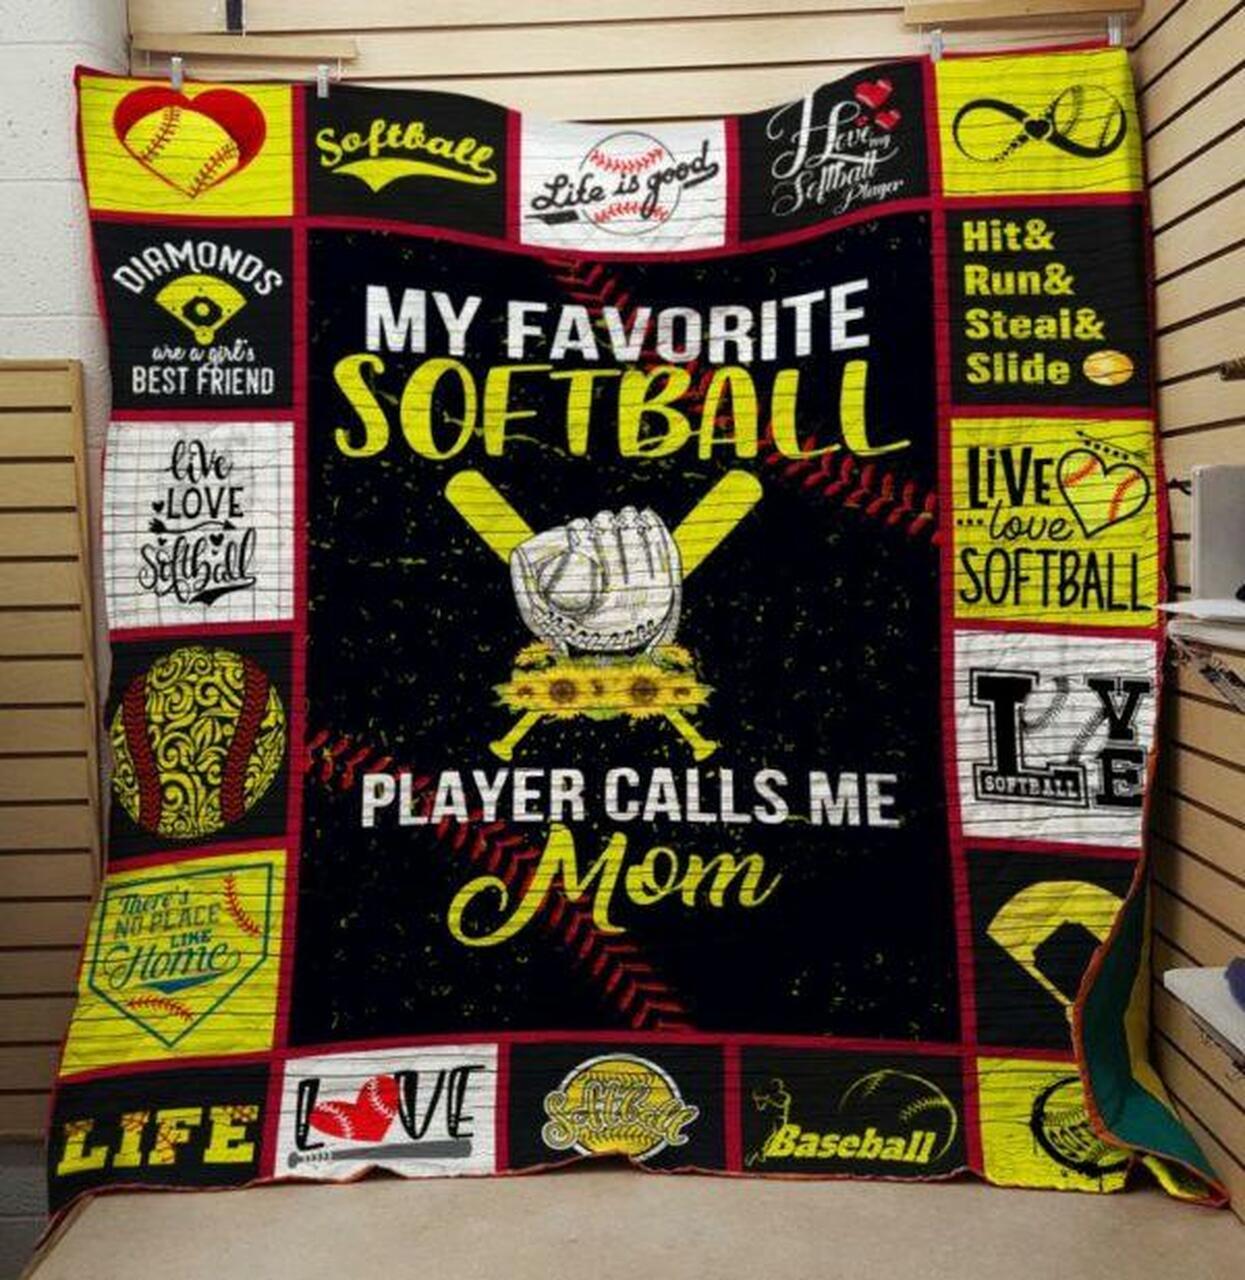 Softball
Life is good
I Love my
Softball
Player
DIAMONDS
are a girl's
BEST FRIEND
Hit&
Run&
Steal&
Slide
MY FAVORITE
SOFTBALL
live
LOVE
Softball
LIVE
love
SOFTBALL
LOVE
SOFTBALL
PLAYER CALLS ME
Mom
There's
NO PLACE
LIKE
Home
LIFE
LOVE
Softball
Baseball